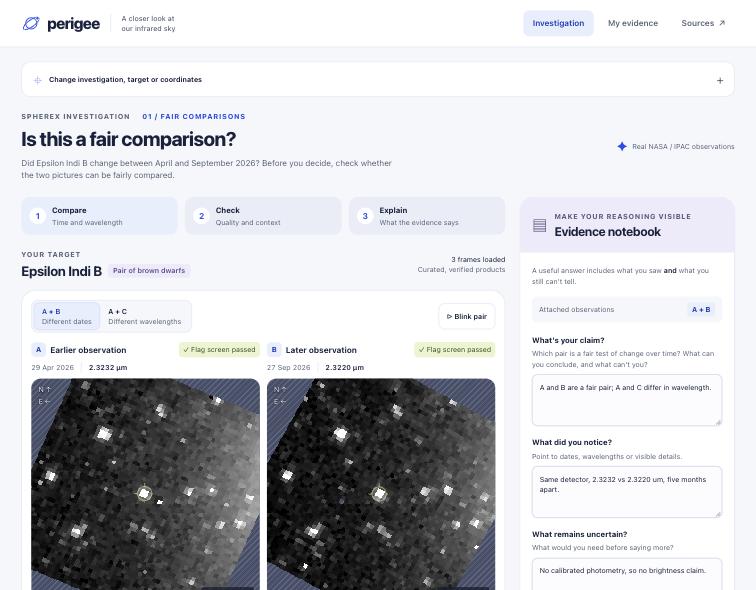 perigee
A closer look at
our infrared sky
Investigation
My evidence
Sources ↗
Change investigation, target or coordinates
+
SPHEREX INVESTIGATION
01 / FAIR COMPARISONS
Is this a fair comparison?
Did Epsilon Indi B change between April and September 2026? Before you decide, check whether
the two pictures can be fairly compared.
Real NASA / IPAC observations
1
Compare
Time and wavelength
2
Check
Quality and context
3
Explain
What the evidence says
YOUR TARGET
Epsilon Indi B
Pair of brown dwarfs
3 frames loaded
Curated, verified products
A + B
Different dates
A + C
Different wavelengths
▷ Blink pair
A
Earlier observation
✓ Flag screen passed
29 Apr 2026
2.3232 µm
N ↑
E ←
B
Later observation
✓ Flag screen passed
27 Sep 2026
2.3220 µm
N ↑
E ←
MAKE YOUR REASONING VISIBLE
Evidence notebook
A useful answer includes what you saw and what you
still can't tell.
Attached observations
A + B
What's your claim?
Which pair is a fair test of change over time? What can
you conclude, and what can't you?
A and B are a fair pair; A and C differ in wavelength.
What did you notice?
Point to dates, wavelengths or visible details.
Same detector, 2.3232 vs 2.3220 um, five months
apart.
What remains uncertain?
What would you need before saying more?
No calibrated photometry, so no brightness claim.